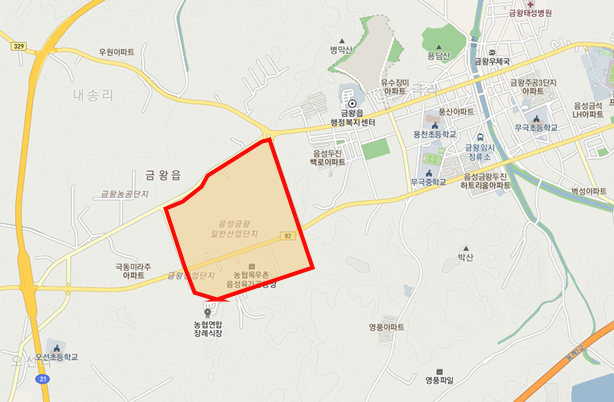 금왕태성병원
329
우원아파트
병막산
용담산
금왕우체국
내송리
유수장미
아파트
금왕주공3단지
아파트
금왕읍
행정복지센터
풍산아파트
음성금석
LH아파트
용천초등학교
무극초등학교
금왕임시
정류소
음성두진
백로아파트
금왕읍
무극중학교
음성금왕두진
하트리움아파트
벽성아파트
금왕농공단지
음성금왕
일반산업단지
82
박산
극동미라주
아파트
금왕산업단지
농협목우촌
음성육가공공장
농협연합
장례식장
영풍아파트
오선초등학교
21
영풍파일